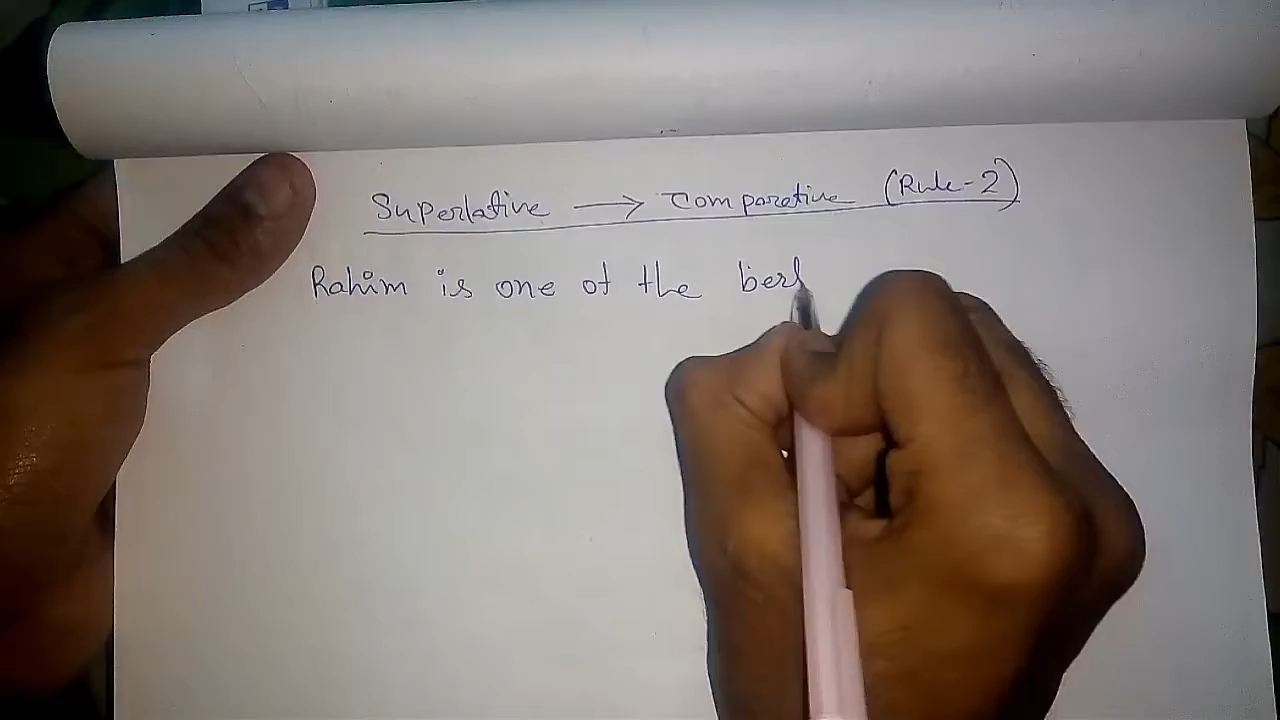 Superlative → Comparative (Rule-2)
Rahim is one of the best